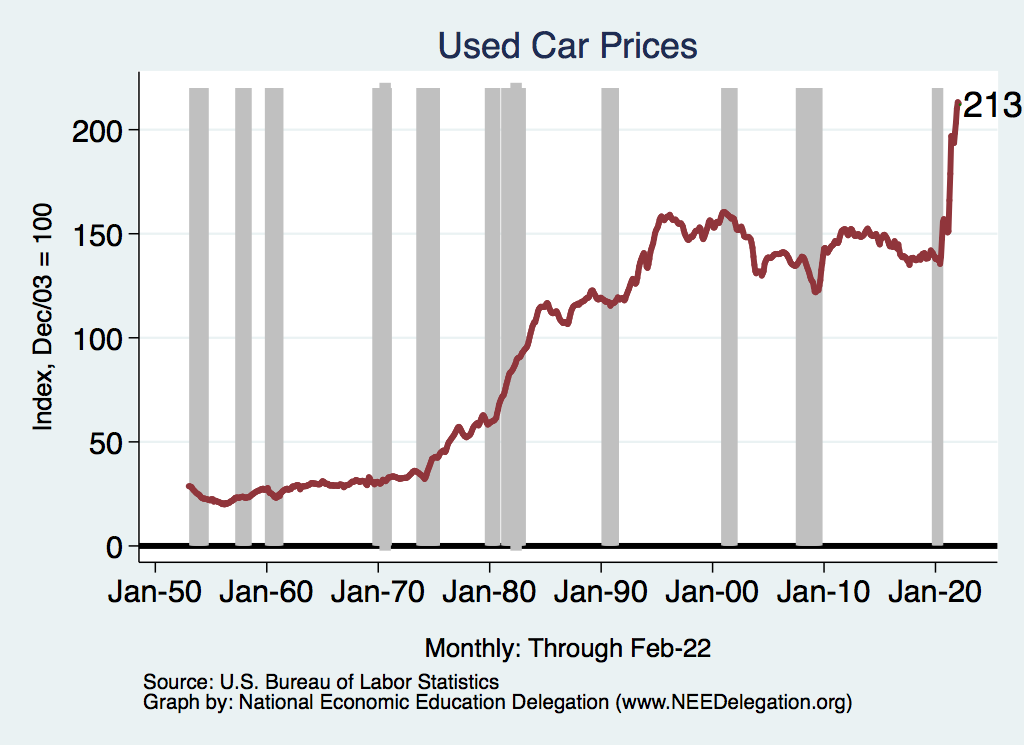 Used Car Prices
213
200
150
100
50
0
Index, Dec/03 = 100
Jan-50 Jan-60 Jan-70 Jan-80 Jan-90 Jan-00 Jan-10 Jan-20
Monthly: Through Feb-22
Source: U.S. Bureau of Labor Statistics
Graph by: National Economic Education Delegation (www.NEEDelegation.org)